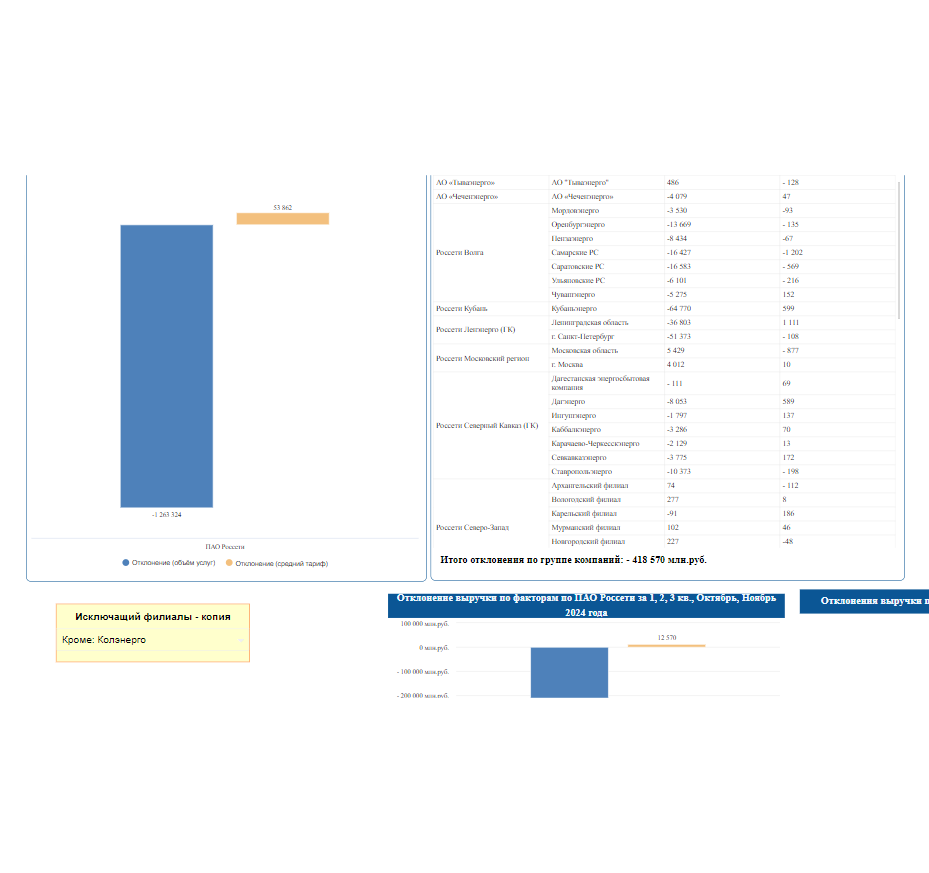 53 862
-1 263 324
ПАО Россети
Отклонение (объём услуг) Отклонение (средний тариф)
АО «Тываэнерго» АО "Тываэнерго" 486 - 128
АО «Чеченэнерго» АО «Чеченэнерго» -4 079 47
Мордовэнерго -3 530 -93
Оренбургэнерго -13 669 - 135
Пензаэнерго -8 434 -67
Россети Волга Самарские РС -16 427 -1 202
Саратовские РС -16 583 - 569
Ульяновские РС -6 101 - 216
Чувашэнерго -5 275 152
Россети Кубань Кубаньэнерго -64 770 599
Россети Ленэнерго (ГК) Ленинградская область -36 803 1 111
г. Санкт-Петербург -51 373 - 108
Россети Московский регион Московская область 5 429 - 877
г. Москва 4 012 10
Дагестанская энергосбытовая
компания - 111 69
Дагэнерго -8 053 589
Ингушэнерго -1 797 137
Россети Северный Кавказ (ГК) Каббалкэнерго -3 286 70
Карачаево-Черкесскэнерго -2 129 13
Севкавказэнерго -3 775 172
Ставропольэнерго -10 373 - 198
Архангельский филиал 74 - 112
Вологодский филиал 277 8
Карельский филиал -91 186
Россети Северо-Запад Мурманский филиал 102 46
Новгородский филиал 227 -48
Итого отклонения по группе компаний: - 418 570 млн.руб.
Исключащий филиалы - копия
Кроме: Колэнерго
Отклонение выручки по факторам по ПАО Россети за 1, 2, 3 кв., Октябрь, Ноябрь
2024 года
100 000 млн.руб.
12 570
0 млн.руб.
- 100 000 млн.руб.
- 200 000 млн.руб.
Отклонения выручки п